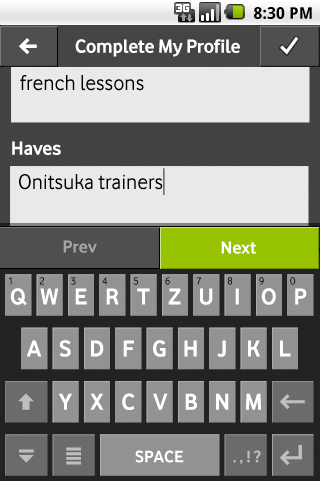 3G 8:30 PM
Complete My Profile
french lessons
Haves
Onitsuka trainers
Prev Next
1 2 3 4 5 6 7 8 9 0
Q W E R T Z U I O P
A S D F G H J K L
Y X C V B N M
SPACE .,!?